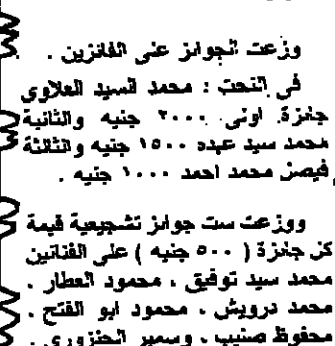 وزعت الجوائز على الفائزين .
في النحت : محمد السيد العلاوي
جائزة اولى ٢٠٠٠ جنيه والثانية
محمد سيد عبده ١٥٠٠ جنيه والثالثة
فيصل محمد احمد ١٠٠٠ جنيه .
ووزعت ست جوائز تشجيعية قيمة
كل جائزة ( ٥٠٠ جنيه ) على الفنانين
محمد سيد توفيق ، محمود العطار ،
محمد درويش ، محمود ابو الفتح ،
محفوظ صليب ، وسمير الجنزوري .